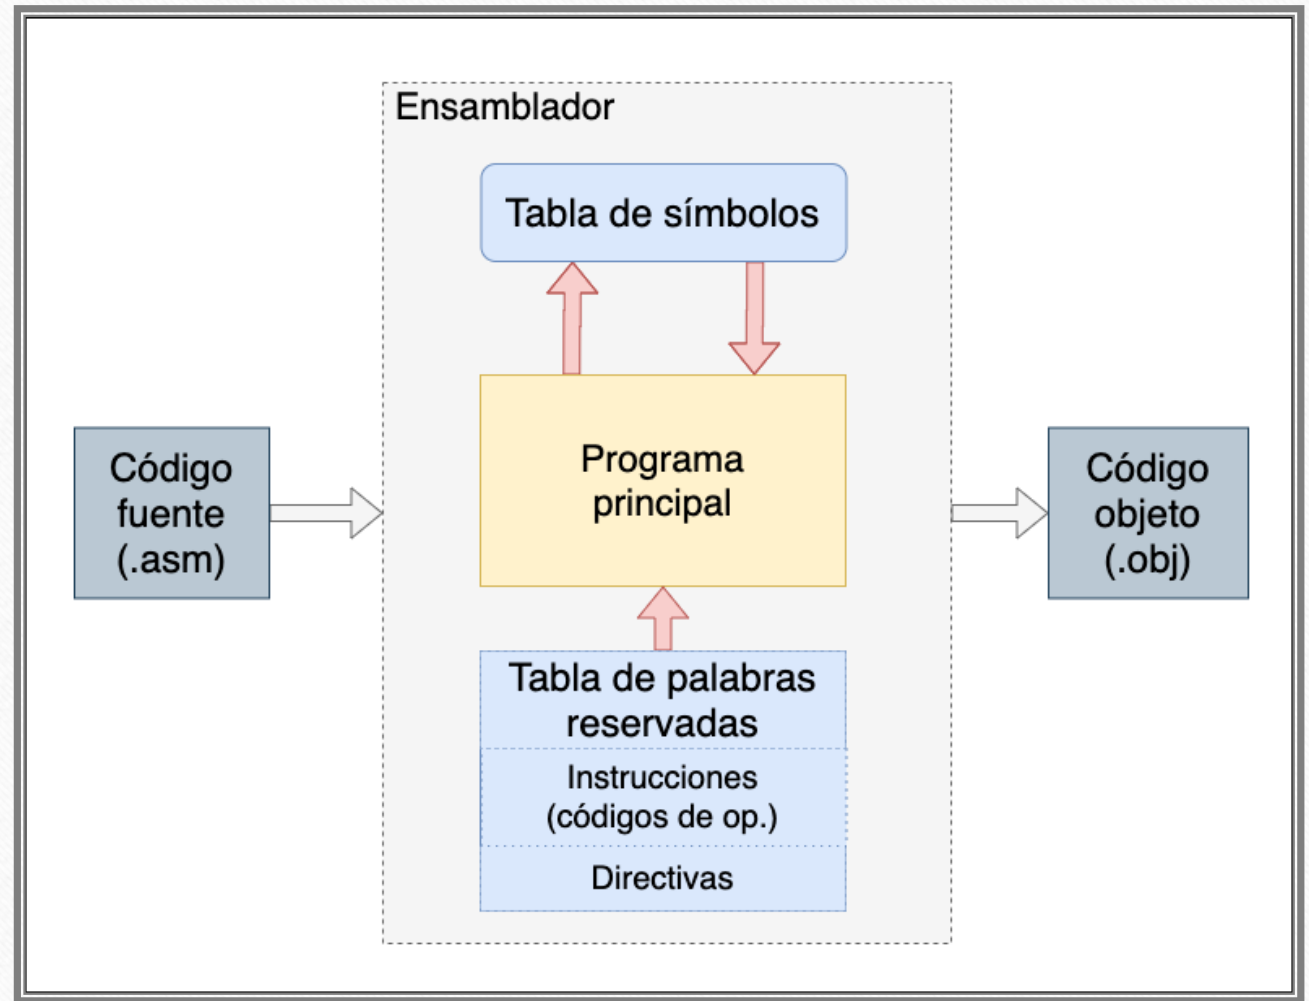 Ensamblador
Tabla de símbolos
Código
fuente
(.asm)
Programa
principal
Código
objeto
(.obj)
Tabla de palabras
reservadas
Instrucciones
(códigos de op.)
Directivas